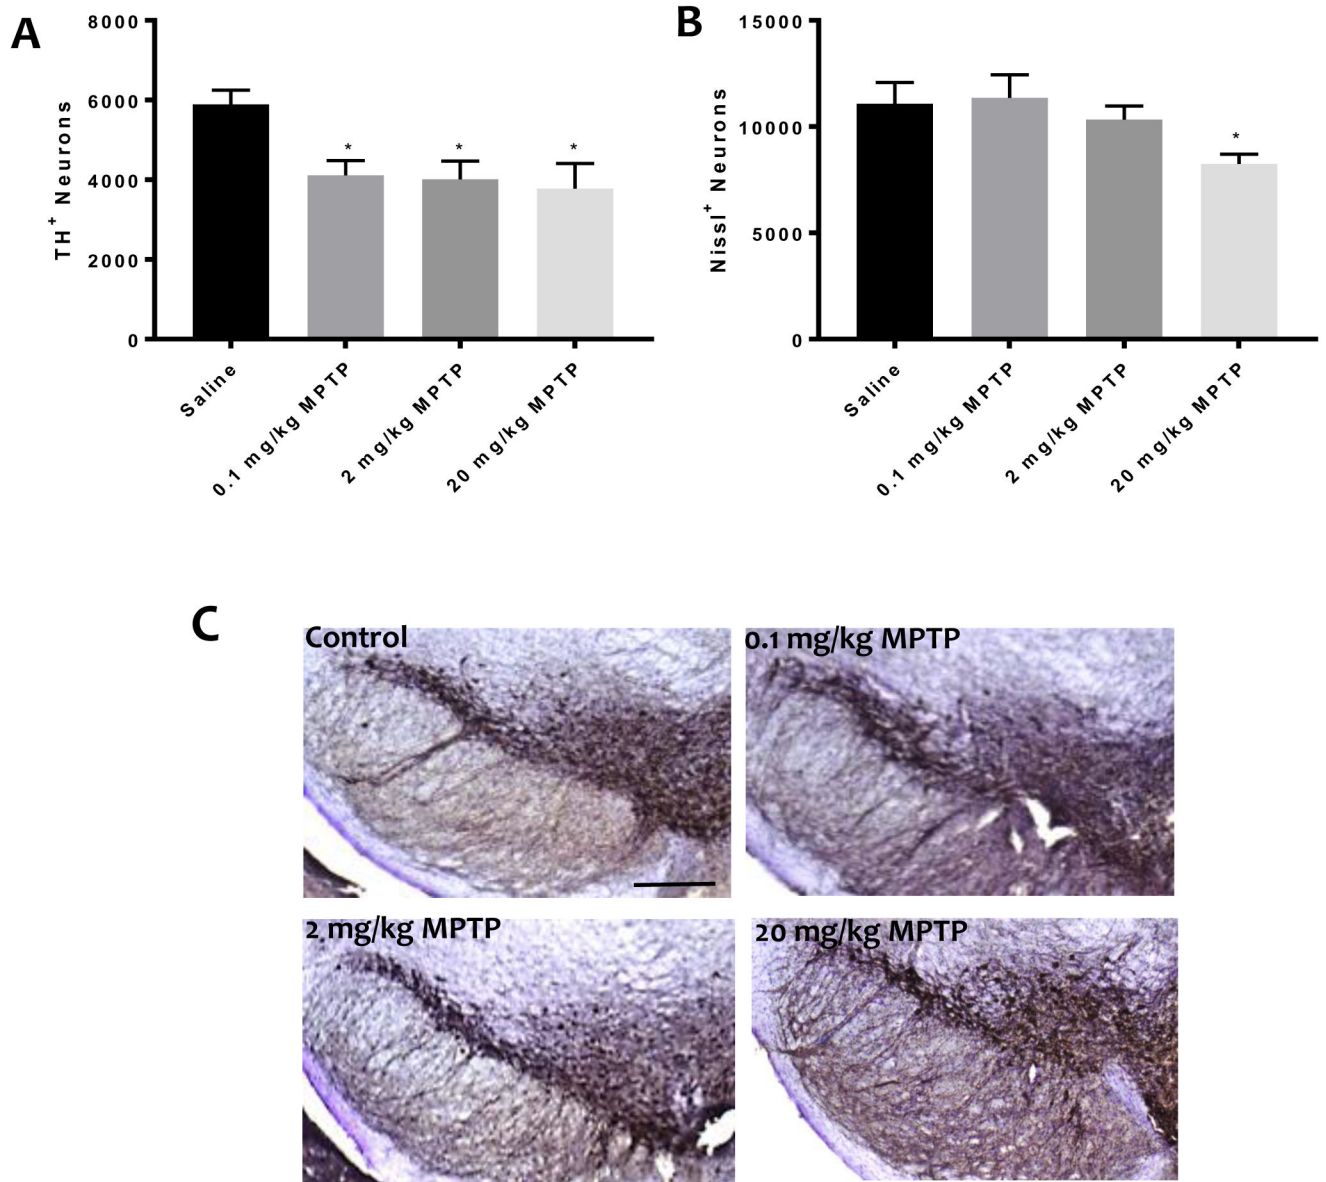 A
8000
6000
4000
2000
0
TH+ Neurons
*
*
*
Saline
0.1 mg/kg MPTP
2 mg/kg MPTP
20 mg/kg MPTP
B
15000
10000
5000
0
Nissl+ Neurons
*
Saline
0.1 mg/kg MPTP
2 mg/kg MPTP
20 mg/kg MPTP
C
Control
0.1 mg/kg MPTP
2 mg/kg MPTP
20 mg/kg MPTP